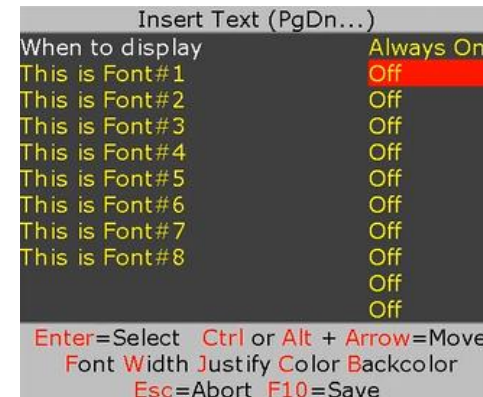 Insert Text (PgDn...)
When to display Always On
This is Font#1 Off
This is Font#2 Off
This is Font#3 Off
This is Font#4 Off
This is Font#5 Off
This is Font#6 Off
This is Font#7 Off
This is Font#8 Off
Off
Off
Enter=Select Ctrl or Alt + Arrow=Move
Font Width Justify Color Backcolor
Esc=Abort F10=Save